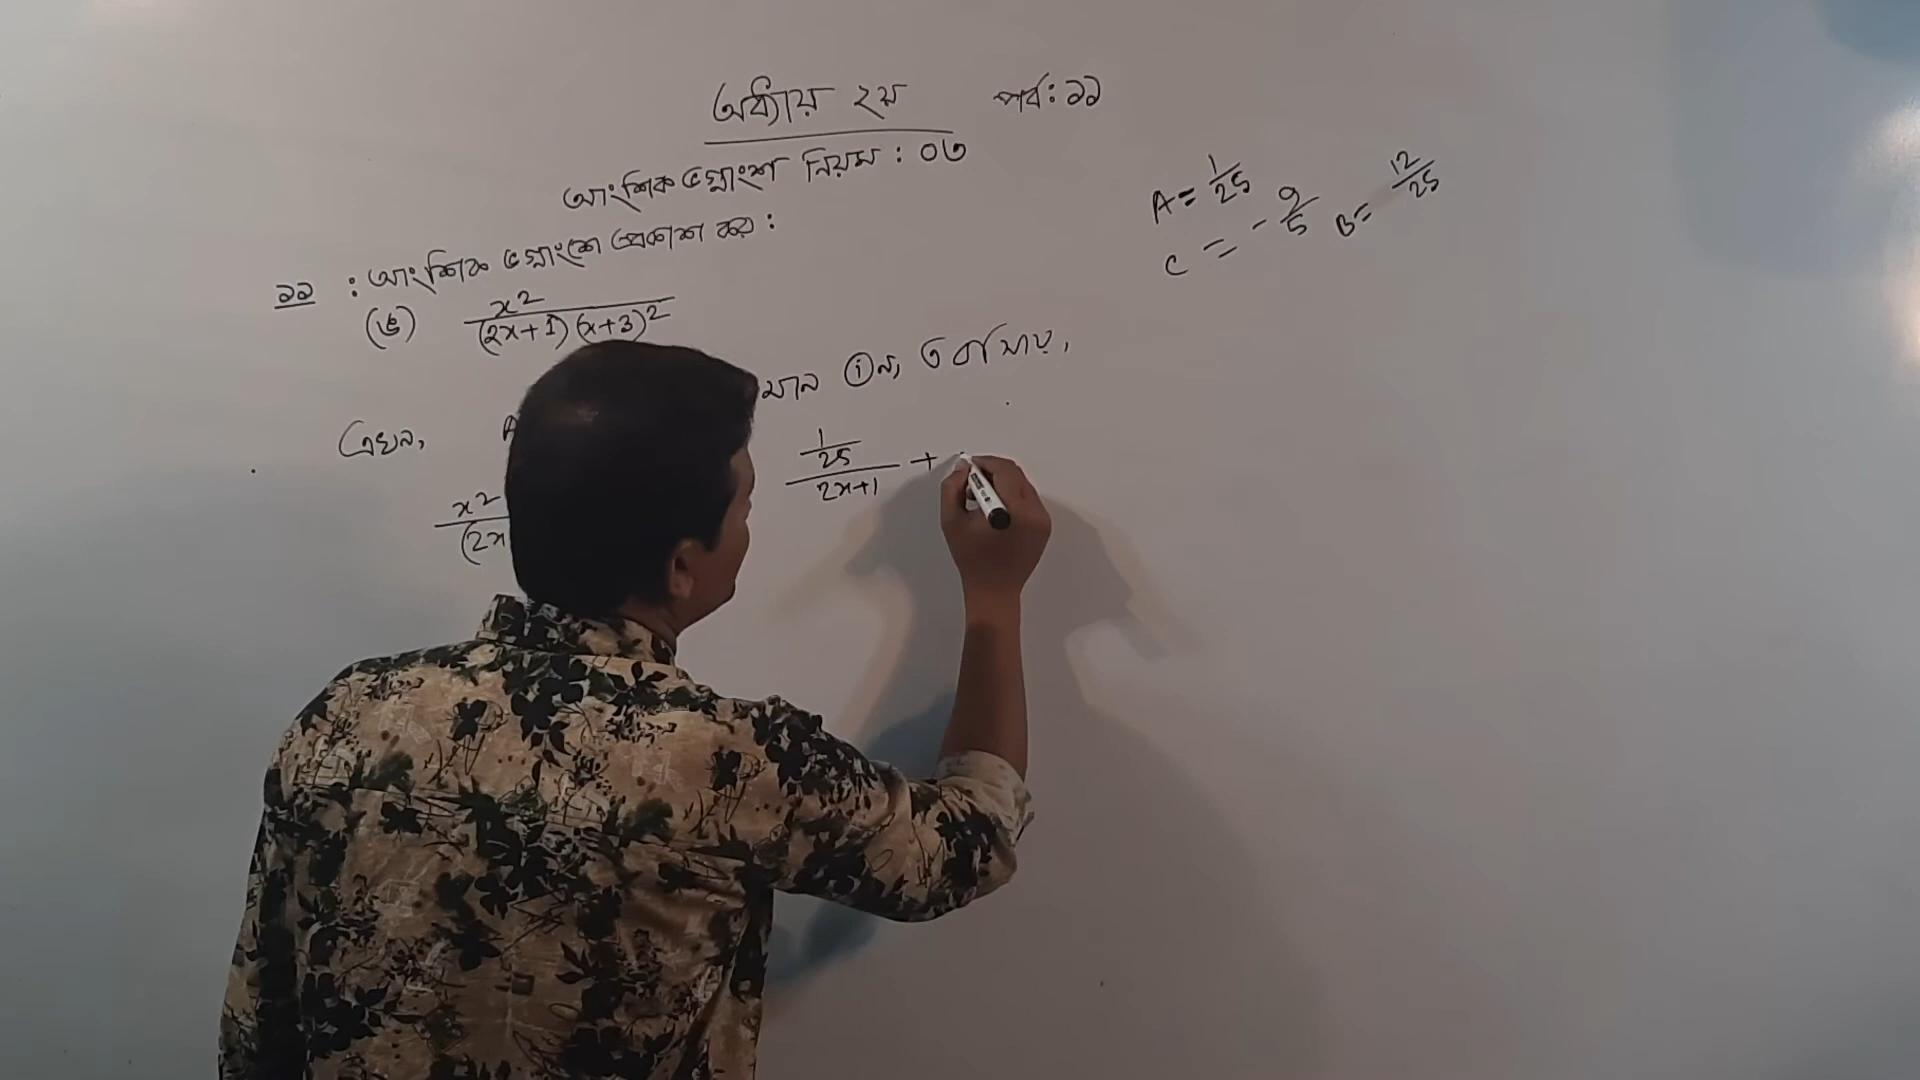 অধ্যায় ২য় পর্ব: ১১
আংশিক ভগ্নাংশ নিয়ম : ০৩
১১ : আংশিক ভগ্নাংশে প্রকাশ কর :
(ঙ) x²/(2x+1)(x+3)²
A = 1/25
C = - 9/5 B = 12/25
মান ⓘ নং
এখন, A
x²/(2x 1/25/2x+1 +